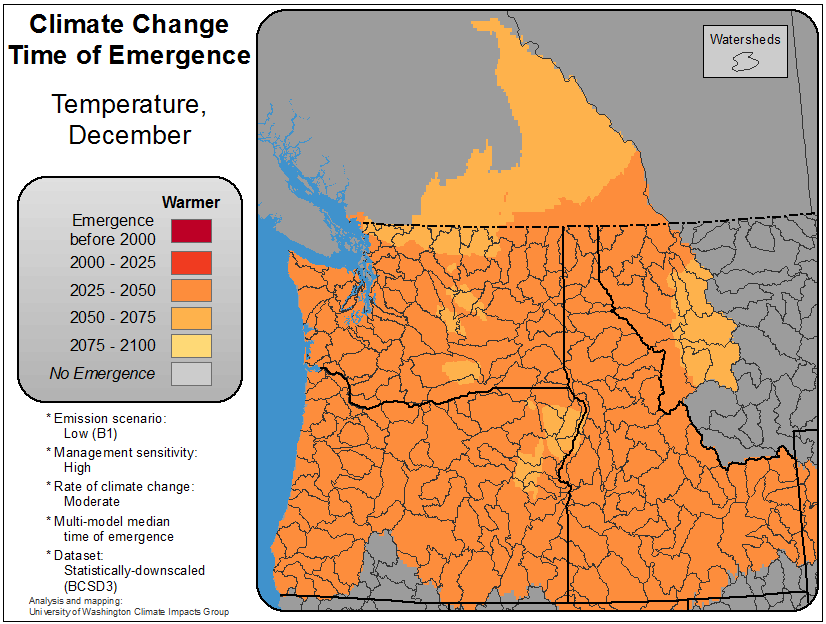 Climate Change
Time of Emergence
Temperature,
December
Warmer
Emergence
before 2000
2000 - 2025
2025 - 2050
2050 - 2075
2075 - 2100
No Emergence
* Emission scenario:
Low (B1)
* Management sensitivity:
High
* Rate of climate change:
Moderate
* Multi-model median
time of emergence
* Dataset:
Statistically-downscaled
(BCSD3)
Analysis and mapping:
University of Washington Climate Impacts Group
Watersheds